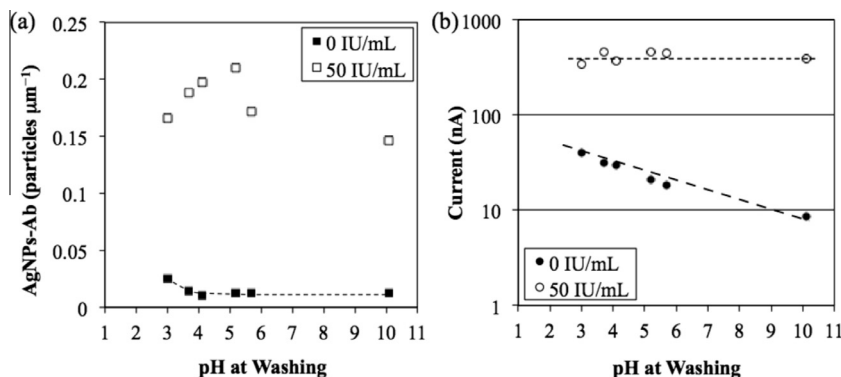 (a)
0.25
0.2
0.15
0.1
0.05
0
AgNPs-Ab (particles μm⁻¹)
0 IU/mL
50 IU/mL
1 2 3 4 5 6 7 8 9 10 11
pH at Washing
(b)
1000
100
10
1
Current (nA)
0 IU/mL
50 IU/mL
1 2 3 4 5 6 7 8 9 10 11
pH at Washing